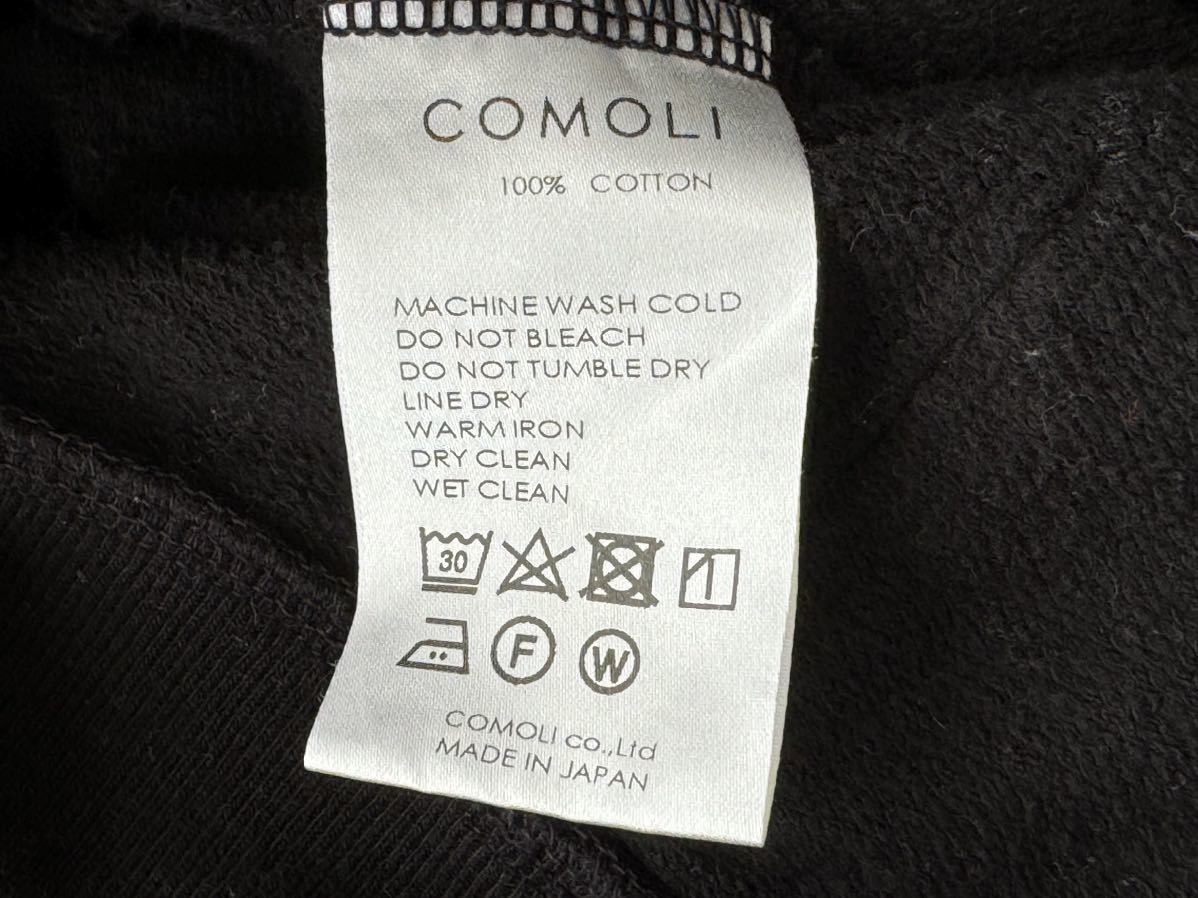 COMOLI
100% COTTON
MACHINE WASH COLD
DO NOT BLEACH
DO NOT TUMBLE DRY
LINE DRY
WARM IRON
DRY CLEAN
WET CLEAN
30
F W
COMOLI co.,Ltd
MADE IN JAPAN